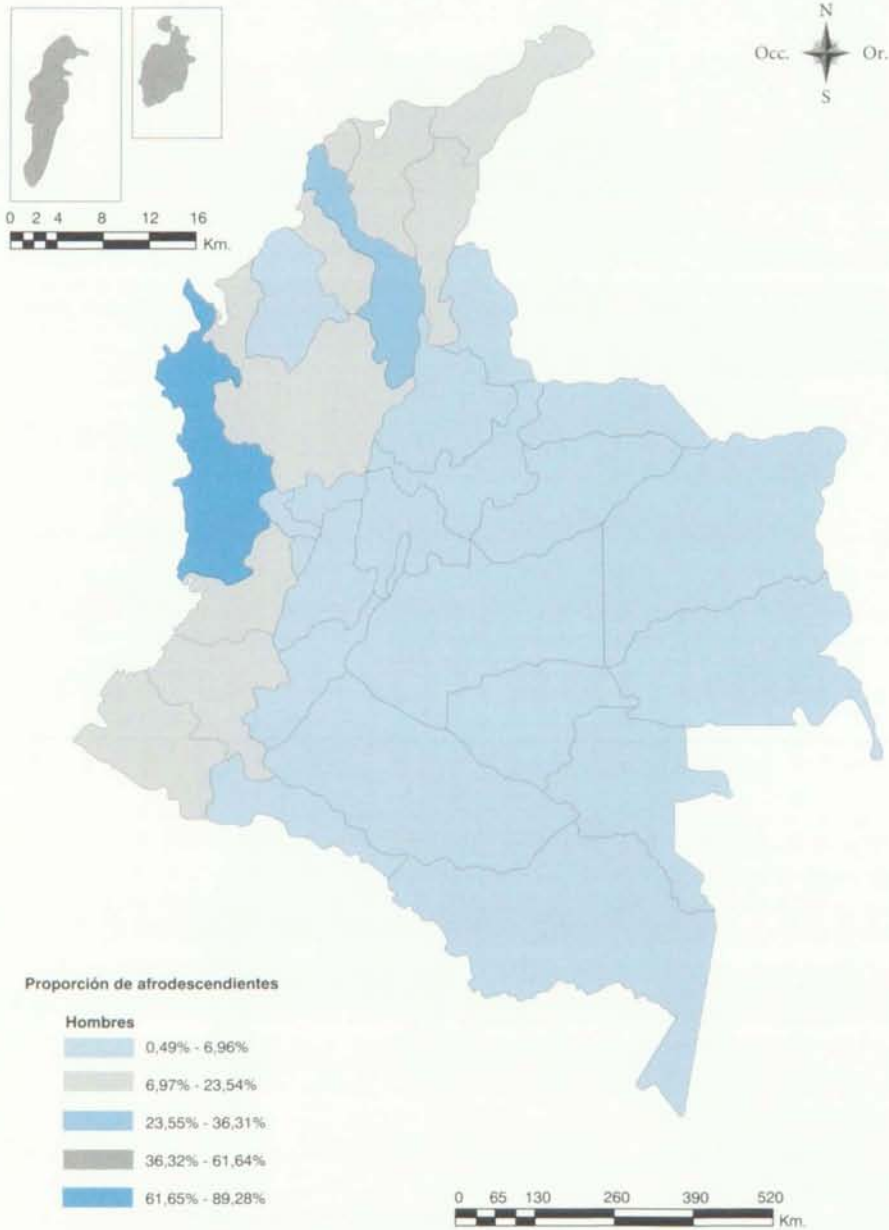 N
Occ. Or.
S
0 2 4 8 12 16
Km.
Proporción de afrodescendientes
Hombres
0,49% - 6,96%
6,97% - 23,54%
23,55% - 36,31%
36,32% - 61,64%
61,65% - 89,28%
0 65 130 260 390 520
Km.